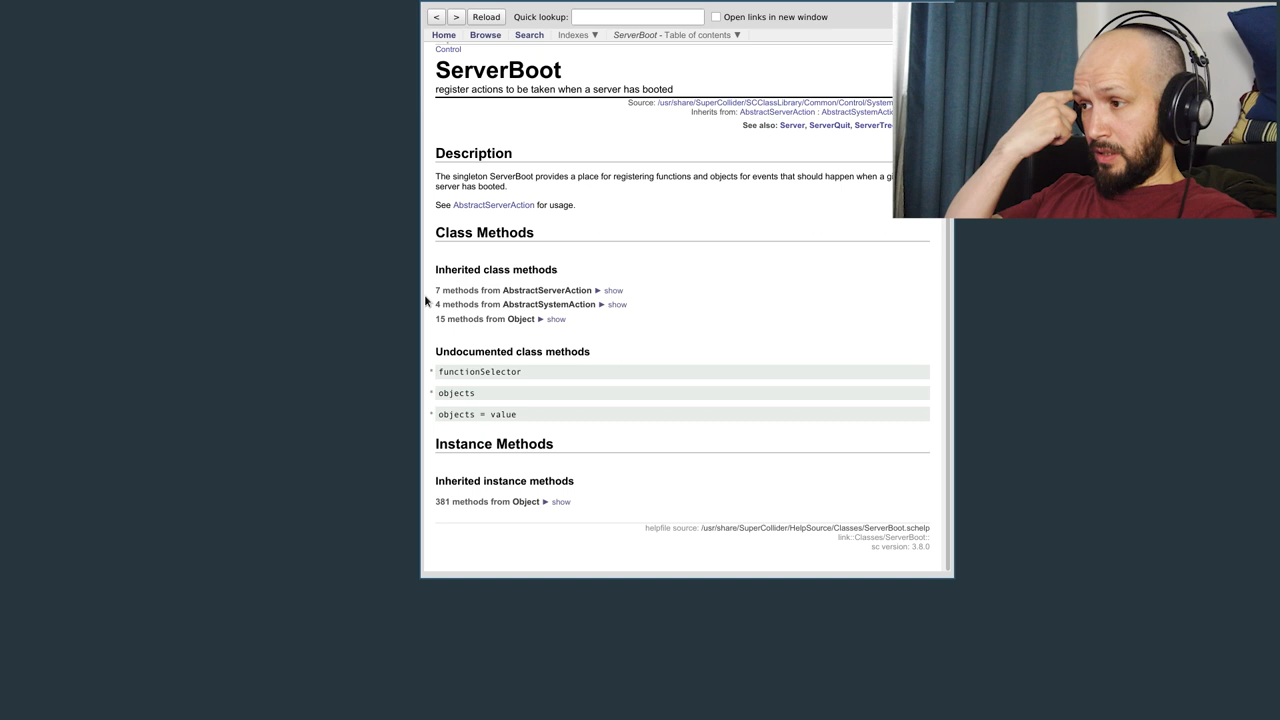 < > Reload Quick lookup: Open links in new window
Home Browse Search Indexes ▼ ServerBoot - Table of contents ▼
Control
ServerBoot
register actions to be taken when a server has booted
Source: /usr/share/SuperCollider/SCClassLibrary/Common/Control/System
Inherits from: AbstractServerAction : AbstractSystemActio
See also: Server, ServerQuit, ServerTre
Description
The singleton ServerBoot provides a place for registering functions and objects for events that should happen when a gi
server has booted.
See AbstractServerAction for usage.
Class Methods
Inherited class methods
7 methods from AbstractServerAction ► show
4 methods from AbstractSystemAction ► show
15 methods from Object ► show
Undocumented class methods
* functionSelector
* objects
* objects = value
Instance Methods
Inherited instance methods
381 methods from Object ► show
helpfile source: /usr/share/SuperCollider/HelpSource/Classes/ServerBoot.schelp
link::Classes/ServerBoot::
sc version: 3.8.0